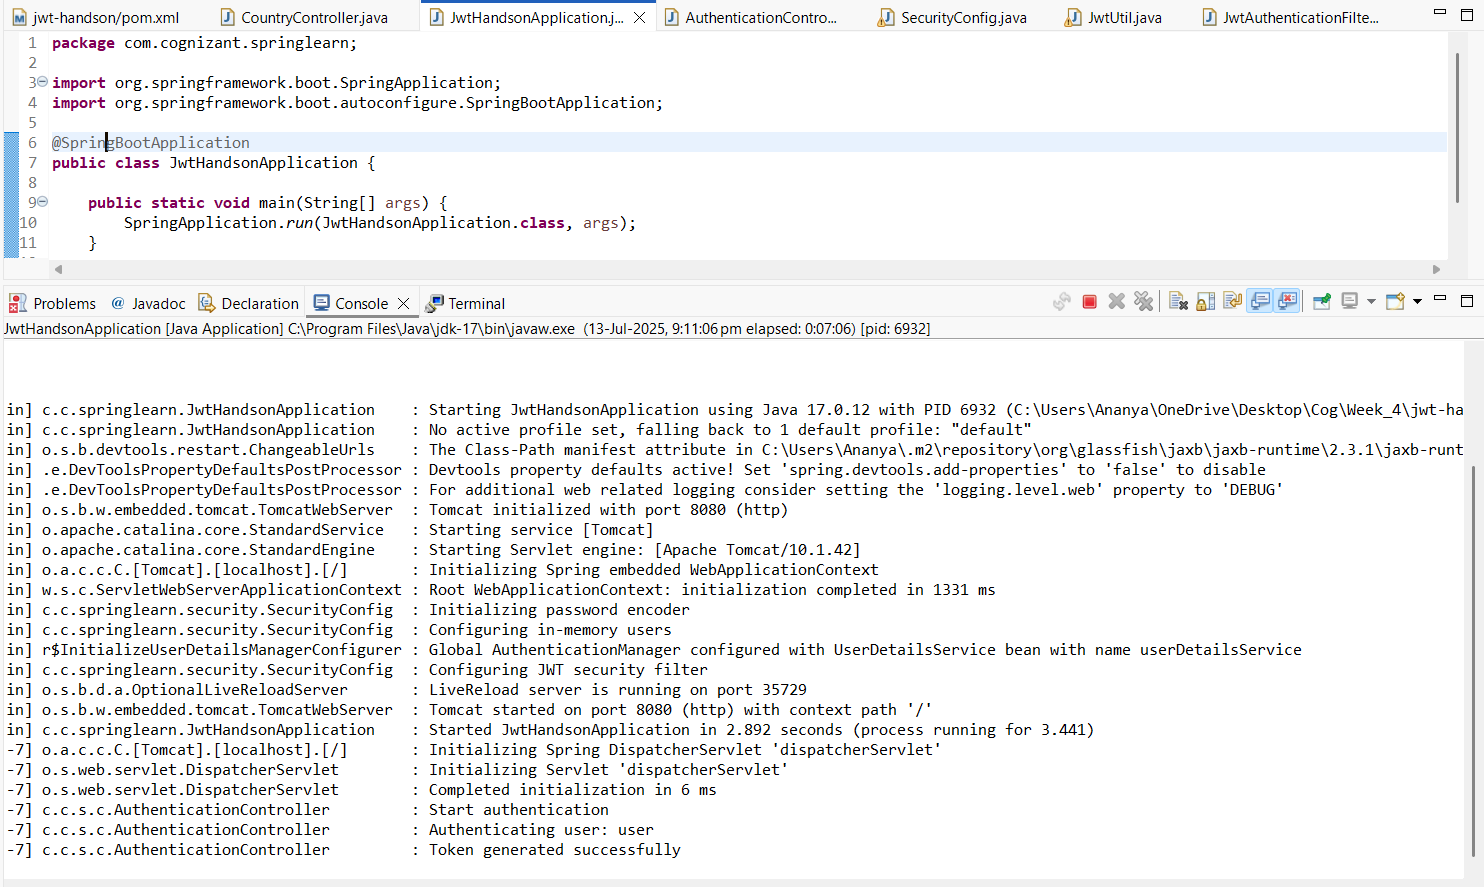 jwt-handson/pom.xml CountryController.java JwtHandsonApplication.j... AuthenticationContro... SecurityConfig.java JwtUtil.java JwtAuthenticationFilte...
1 package com.cognizant.springlearn;
2
3 import org.springframework.boot.SpringApplication;
4 import org.springframework.boot.autoconfigure.SpringBootApplication;
5
6 @SpringBootApplication
7 public class JwtHandsonApplication {
8
9 public static void main(String[] args) {
10 SpringApplication.run(JwtHandsonApplication.class, args);
11 }
Problems @ Javadoc Declaration Console Terminal
JwtHandsonApplication [Java Application] C:\Program Files\Java\jdk-17\bin\javaw.exe (13-Jul-2025, 9:11:06 pm elapsed: 0:07:06) [pid: 6932]
in] c.c.springlearn.JwtHandsonApplication : Starting JwtHandsonApplication using Java 17.0.12 with PID 6932 (C:\Users\Ananya\OneDrive\Desktop\Cog\Week_4\jwt-ha
in] c.c.springlearn.JwtHandsonApplication : No active profile set, falling back to 1 default profile: "default"
in] o.s.b.devtools.restart.ChangeableUrls : The Class-Path manifest attribute in C:\Users\Ananya\.m2\repository\org\glassfish\jaxb\jaxb-runtime\2.3.1\jaxb-runt
in] .e.DevToolsPropertyDefaultsPostProcessor : Devtools property defaults active! Set 'spring.devtools.add-properties' to 'false' to disable
in] .e.DevToolsPropertyDefaultsPostProcessor : For additional web related logging consider setting the 'logging.level.web' property to 'DEBUG'
in] o.s.b.w.embedded.tomcat.TomcatWebServer : Tomcat initialized with port 8080 (http)
in] o.apache.catalina.core.StandardService : Starting service [Tomcat]
in] o.apache.catalina.core.StandardEngine : Starting Servlet engine: [Apache Tomcat/10.1.42]
in] o.a.c.c.C.[Tomcat].[localhost].[/] : Initializing Spring embedded WebApplicationContext
in] w.s.c.ServletWebServerApplicationContext : Root WebApplicationContext: initialization completed in 1331 ms
in] c.c.springlearn.security.SecurityConfig : Initializing password encoder
in] c.c.springlearn.security.SecurityConfig : Configuring in-memory users
in] r$InitializeUserDetailsManagerConfigurer : Global AuthenticationManager configured with UserDetailsService bean with name userDetailsService
in] c.c.springlearn.security.SecurityConfig : Configuring JWT security filter
in] o.s.b.d.a.OptionalLiveReloadServer : LiveReload server is running on port 35729
in] o.s.b.w.embedded.tomcat.TomcatWebServer : Tomcat started on port 8080 (http) with context path '/'
in] c.c.springlearn.JwtHandsonApplication : Started JwtHandsonApplication in 2.892 seconds (process running for 3.441)
-7] o.a.c.c.C.[Tomcat].[localhost].[/] : Initializing Spring DispatcherServlet 'dispatcherServlet'
-7] o.s.web.servlet.DispatcherServlet : Initializing Servlet 'dispatcherServlet'
-7] o.s.web.servlet.DispatcherServlet : Completed initialization in 6 ms
-7] c.c.s.c.AuthenticationController : Start authentication
-7] c.c.s.c.AuthenticationController : Authenticating user: user
-7] c.c.s.c.AuthenticationController : Token generated successfully